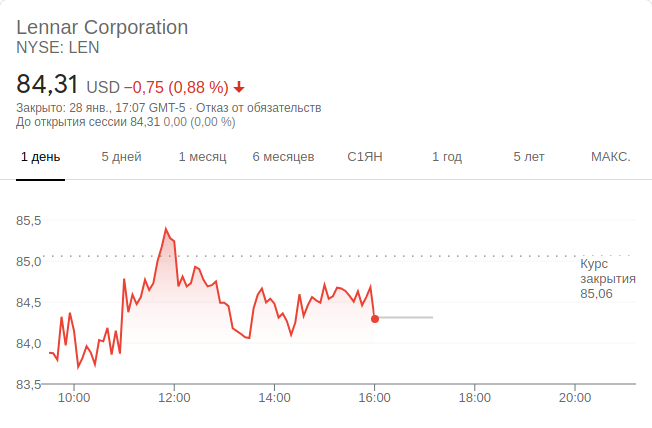 Lennar Corporation
NYSE: LEN
84,31 USD −0,75 (0,88 %)
Закрыто: 28 янв., 17:07 GMT-5 · Отказ от обязательств
До открытия сессии 84,31 0,00 (0,00 %)
1 день 5 дней 1 месяц 6 месяцев С1ЯН 1 год 5 лет МАКС.
85,5
85,0
84,5
84,0
83,5
Курс
закрытия
85,06
10:00 12:00 14:00 16:00 18:00 20:00